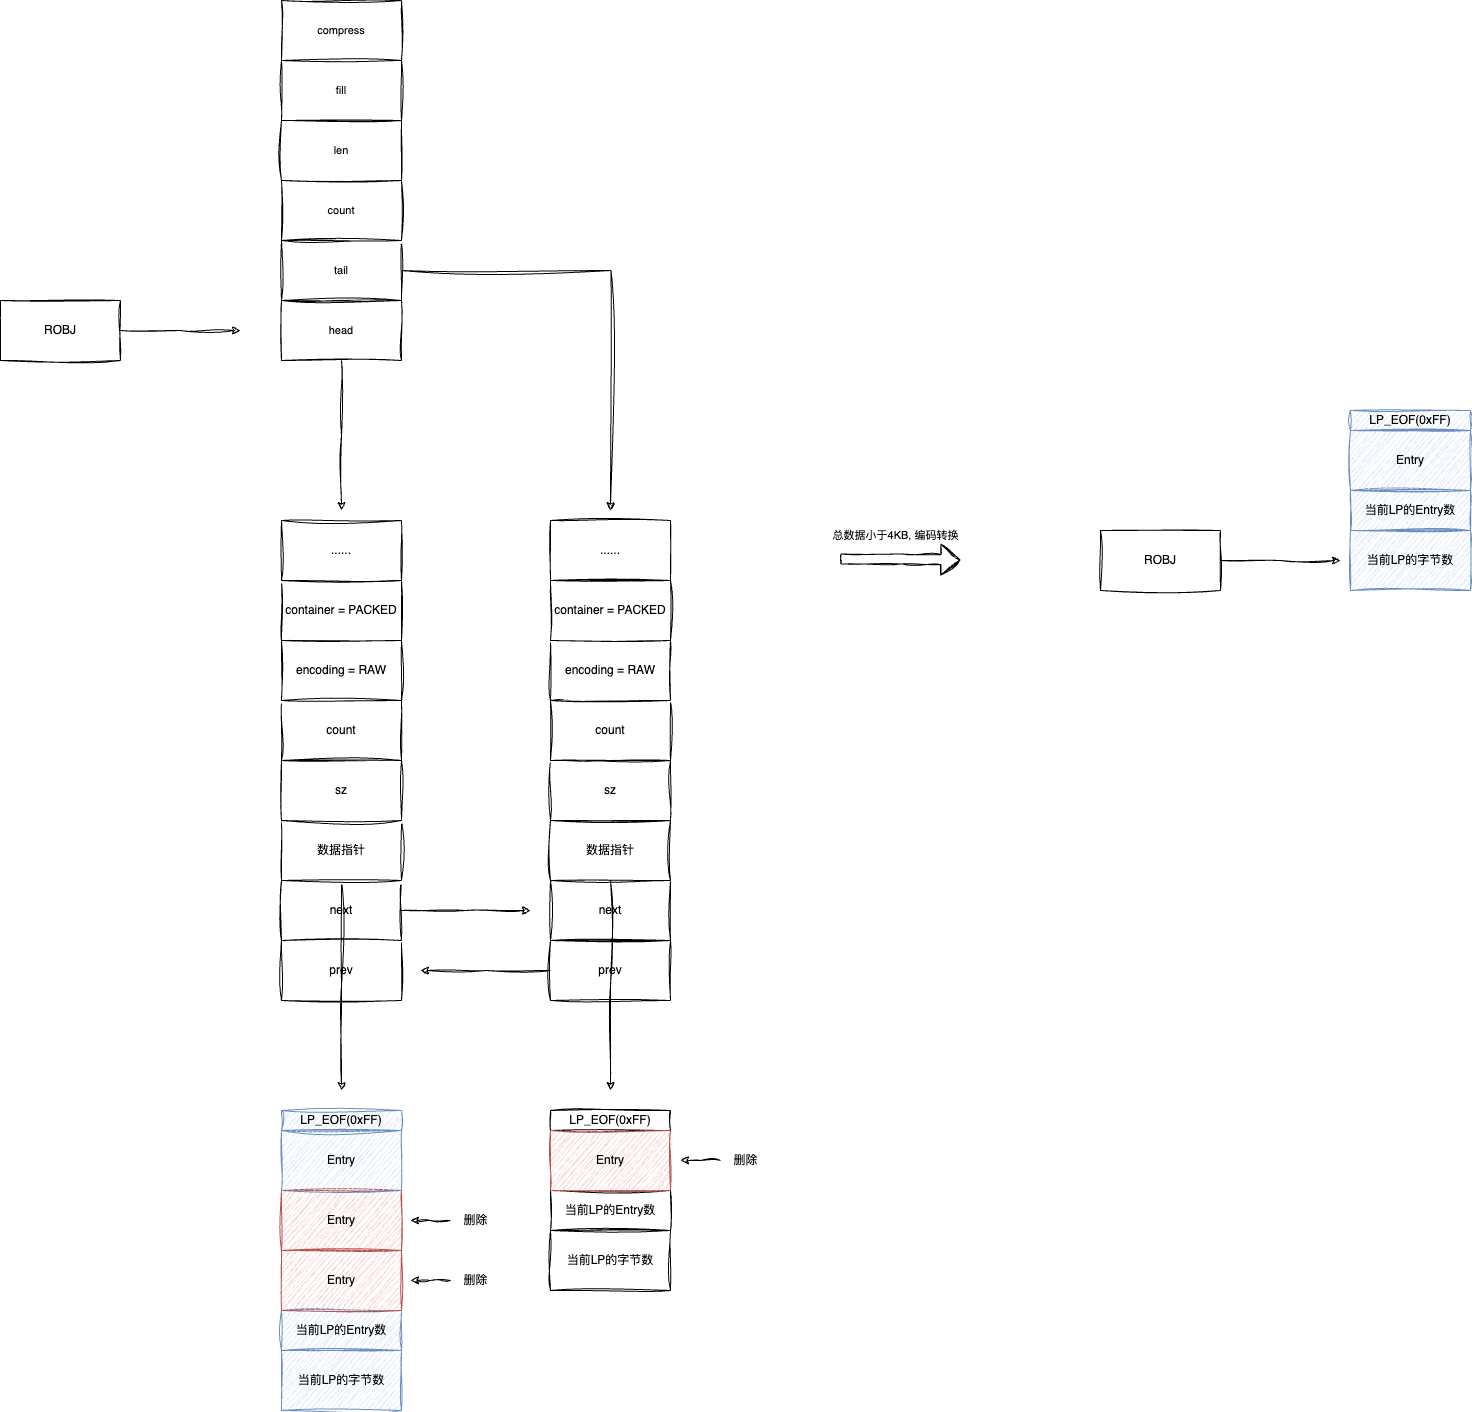 compress
fill
len
count
tail
head
ROBJ
......
container = PACKED
encoding = RAW
count
sz
数据指针
next
prev
......
container = PACKED
encoding = RAW
count
sz
数据指针
next
prev
LP_EOF(0xFF)
Entry
Entry
删除
Entry
删除
当前LP的Entry数
当前LP的字节数
LP_EOF(0xFF)
Entry
删除
当前LP的Entry数
当前LP的字节数
总数据小于4KB, 编码转换
ROBJ
LP_EOF(0xFF)
Entry
当前LP的Entry数
当前LP的字节数